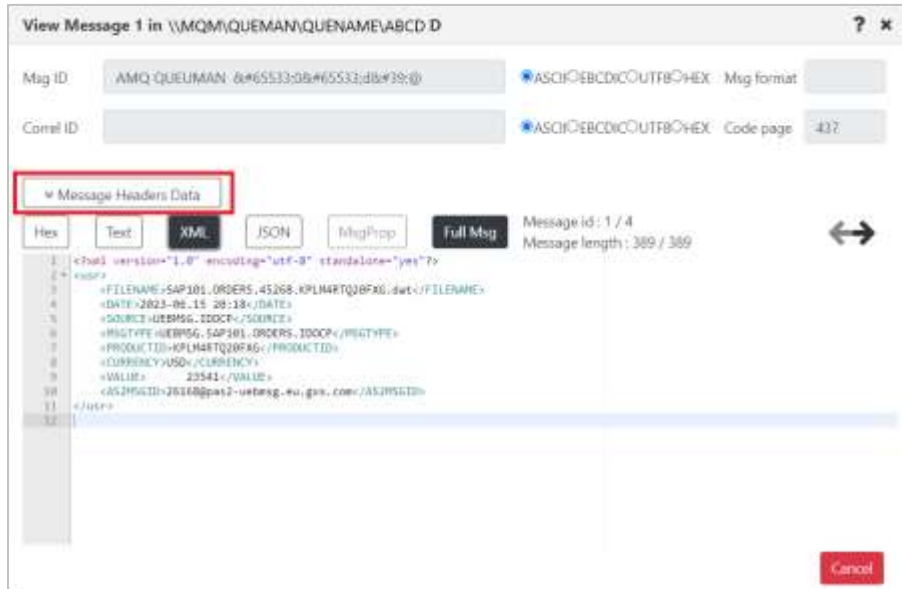 View Message 1 in \\MQM\QUEMAN\QUENAME\ABCD D ? ×
Msg ID AMQ QUEUMAN &#65533;0&#65533;d&#39;@ ASCII EBCDIC UTF8 HEX Msg format
Correl ID ASCII EBCDIC UTF8 HEX Code page 437
Message Headers Data
Hex Text XML JSON MsgProp Full Msg
Message id : 1 / 4
Message length : 389 / 389
1 <?xml version="1.0" encoding="utf-8" standalone="yes"?>
2 <usr>
3 <FILENAME>SAP101.ORDERS.45268.KPLM4RTQ28FXG.dat</FILENAME>
4 <DATE>2023-06.15 20:18</DATE>
5 <SOURCE>UEBMSG.IDOCP</SOURCE>
6 <MSGTYPE>UEBMSG.SAP101.ORDERS.IDOCP</MSGTYPE>
7 <PRODUCTID>KPLM4RTQ28FXG</PRODUCTID>
8 <CURRENCY>USD</CURRENCY>
9 <VALUE> 23541</VALUE>
10 <AS2MSGID>26168@pas2-uebmsg.eu.gxs.com</AS2MSGID>
11 </usr>
12
Cancel